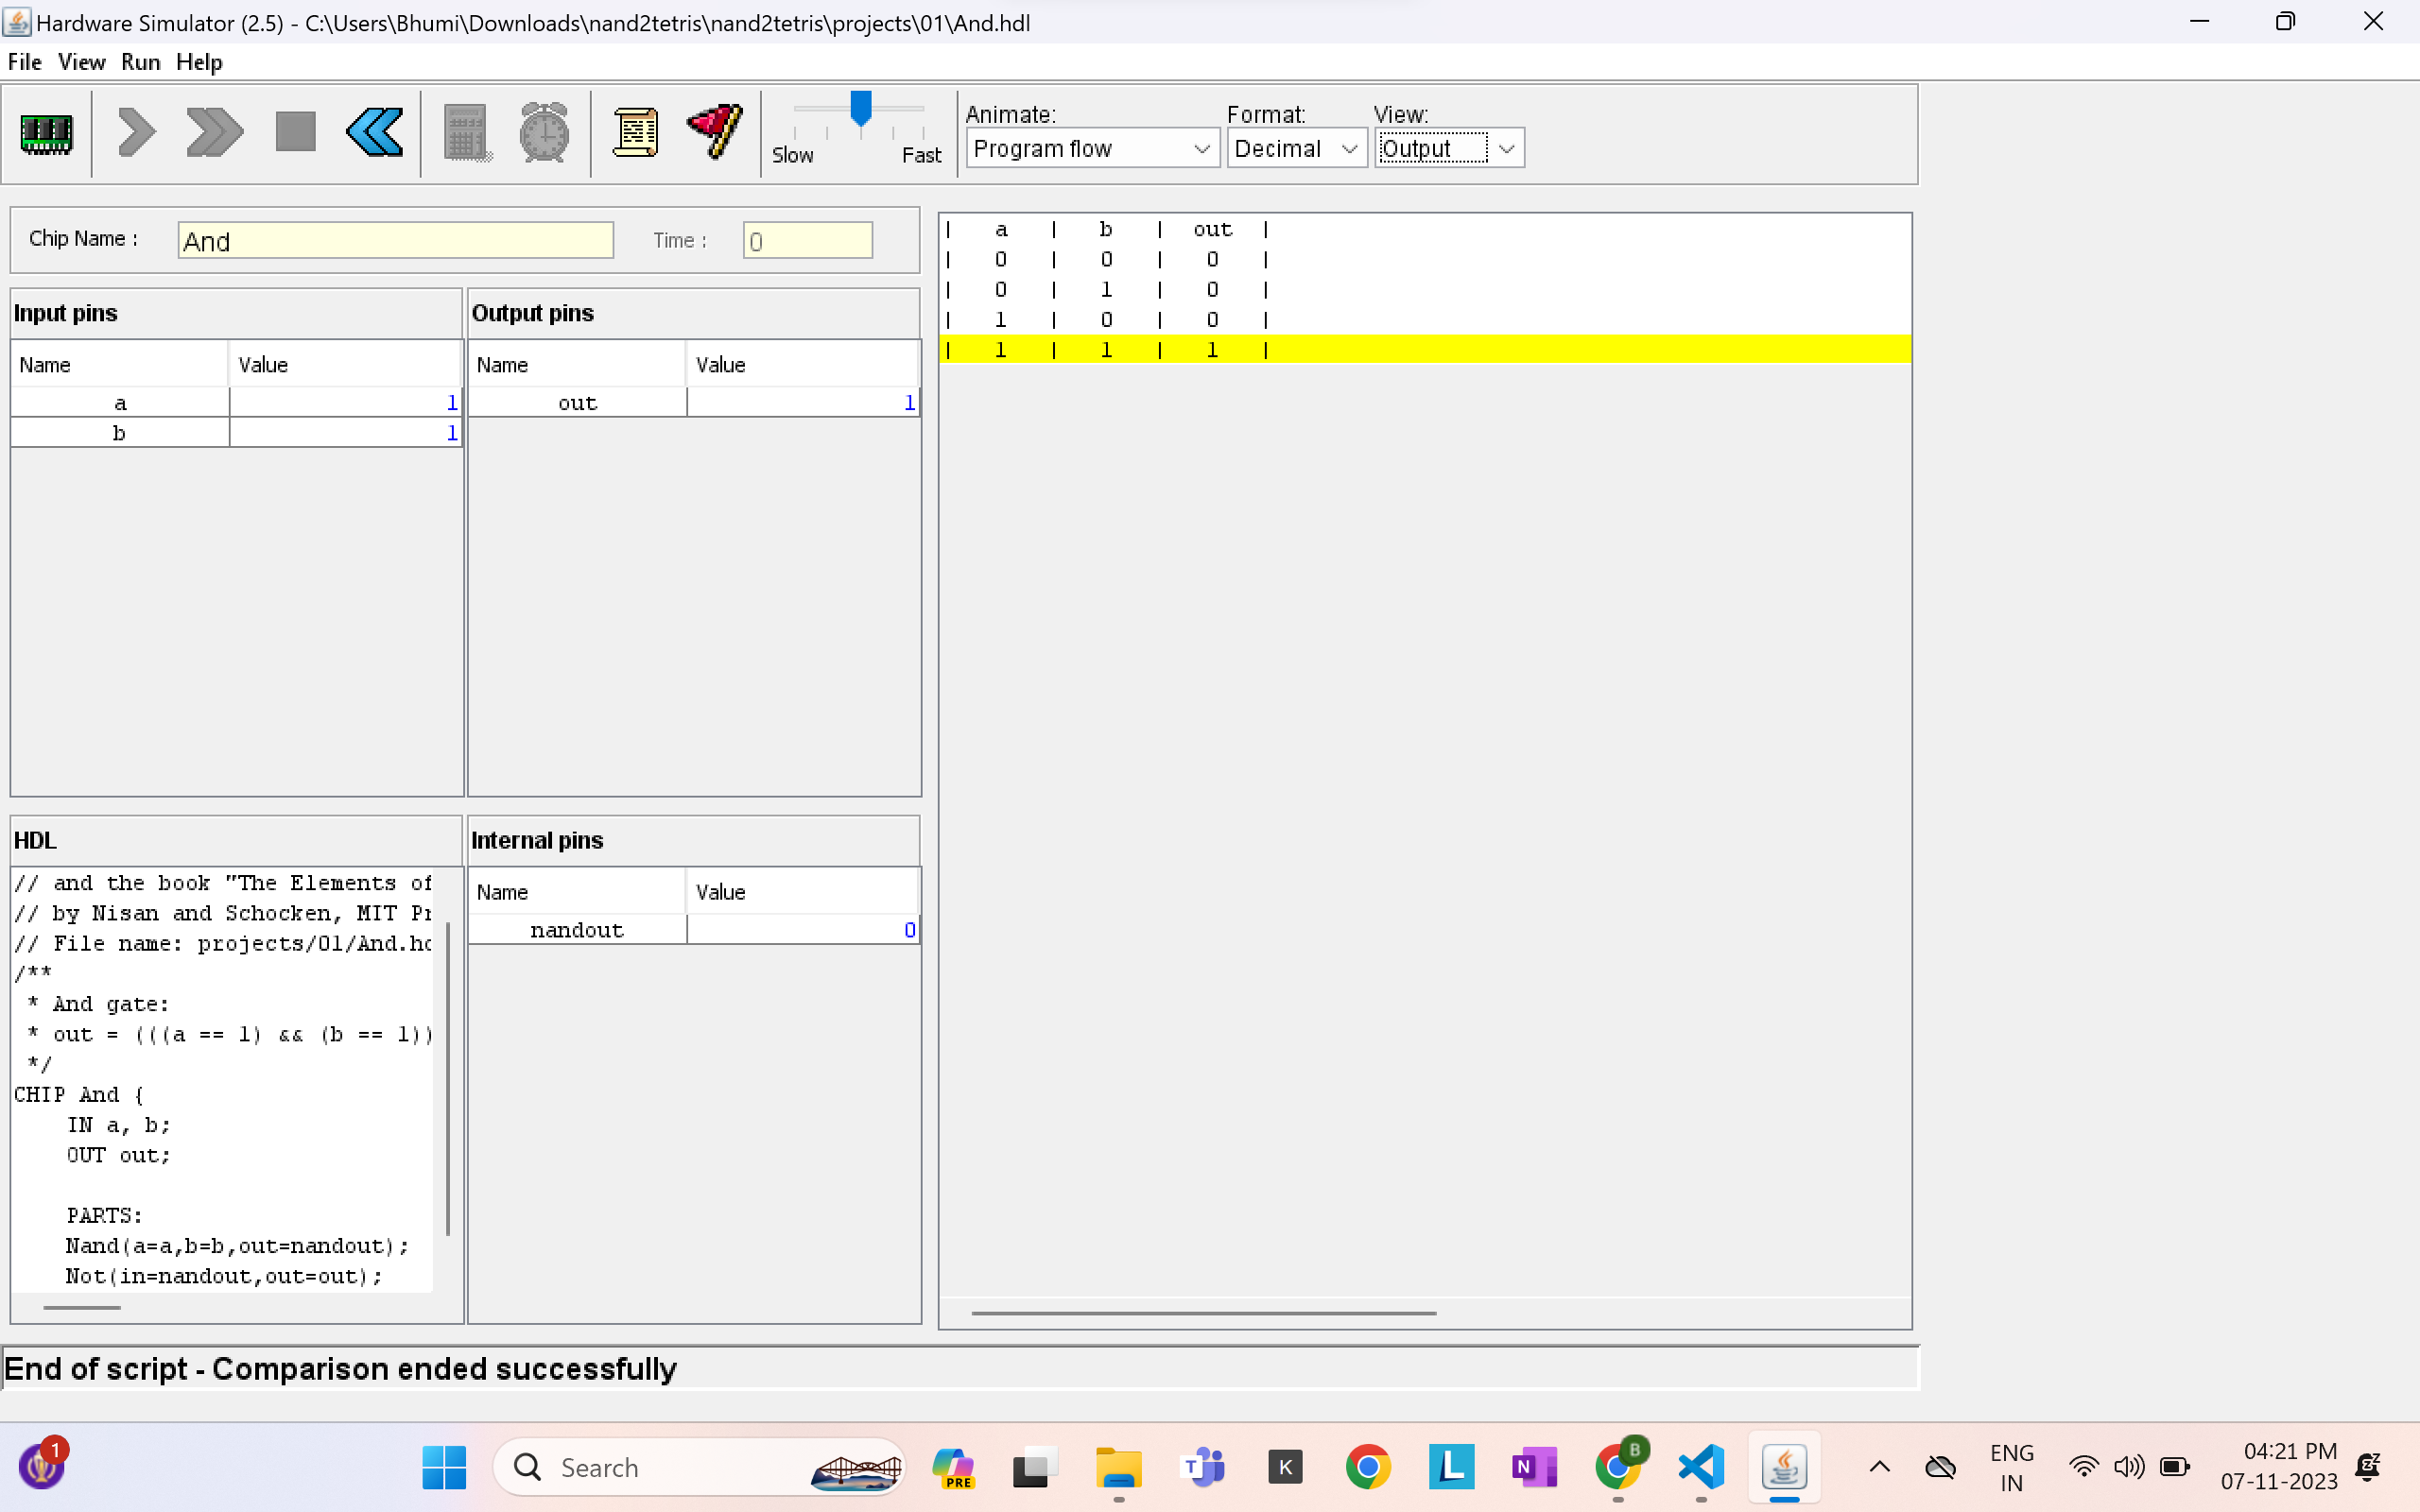 Hardware Simulator (2.5) - C:\Users\Bhumi\Downloads\nand2tetris\nand2tetris\projects\01\And.hdl
File View Run Help
Animate: Format: View:
Slow Fast Program flow Decimal Output
Chip Name : And Time : 0
Input pins
Name Value
a 1
b 1
Output pins
Name Value
out 1
| a | b | out |
| 0 | 0 | 0 |
| 0 | 1 | 0 |
| 1 | 0 | 0 |
| 1 | 1 | 1 |
HDL
// and the book "The Elements of
// by Nisan and Schocken, MIT Pr
// File name: projects/01/And.hd
/**
* And gate:
* out = (((a == 1) && (b == 1))
*/
CHIP And {
IN a, b;
OUT out;
PARTS:
Nand(a=a,b=b,out=nandout);
Not(in=nandout,out=out);
Internal pins
Name Value
nandout 0
End of script - Comparison ended successfully
1
Search
PRE
T
K
L
N
B
ENG
IN
04:21 PM
07-11-2023